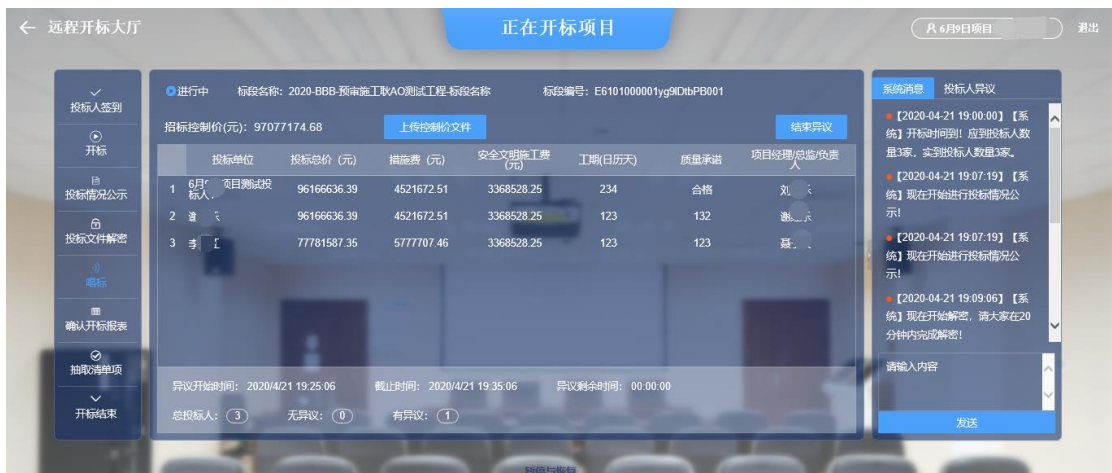 ← 远程开标大厅
正在开标项目
6月9日项目
退出
投标人签到
开标
投标情况公示
投标文件解密
唱标
确认开标报表
抽取清单项
开标结束
进行中 标段名称：2020-BBB-预审施工耿AO测试工程-标段名称 标段编号：E6101000001yg9lDtbPB001
招标控制价(元)：97077174.68 上传控制价文件 结束异议
投标单位 投标总价（元） 措施费（元） 安全文明施工费(元) 工期(日历天) 质量承诺 项目经理/总监/负责人
1 6月 项目测试投标人 96166636.39 4521672.51 3368528.25 234 合格 刘
2 96166636.39 4521672.51 3368528.25 123 132 谢
3 李 77781587.35 5777707.46 3368528.25 123 123 聂
异议开始时间：2020/4/21 19:25:06 截止时间：2020/4/21 19:35:06 异议剩余时间：00:00:00
总投标人：3 无异议：0 有异议：1
系统消息 投标人异议
【2020-04-21 19:00:00】【系
统】开标时间到！应到投标人数
量3家，实到投标人数量3家。
【2020-04-21 19:07:19】【系
统】现在开始进行投标情况公
示!
【2020-04-21 19:07:19】【系
统】现在开始进行投标情况公
示!
【2020-04-21 19:09:06】【系
统】现在开始解密，请大家在20
分钟内完成解密!
请输入内容
发送
暂停与恢复